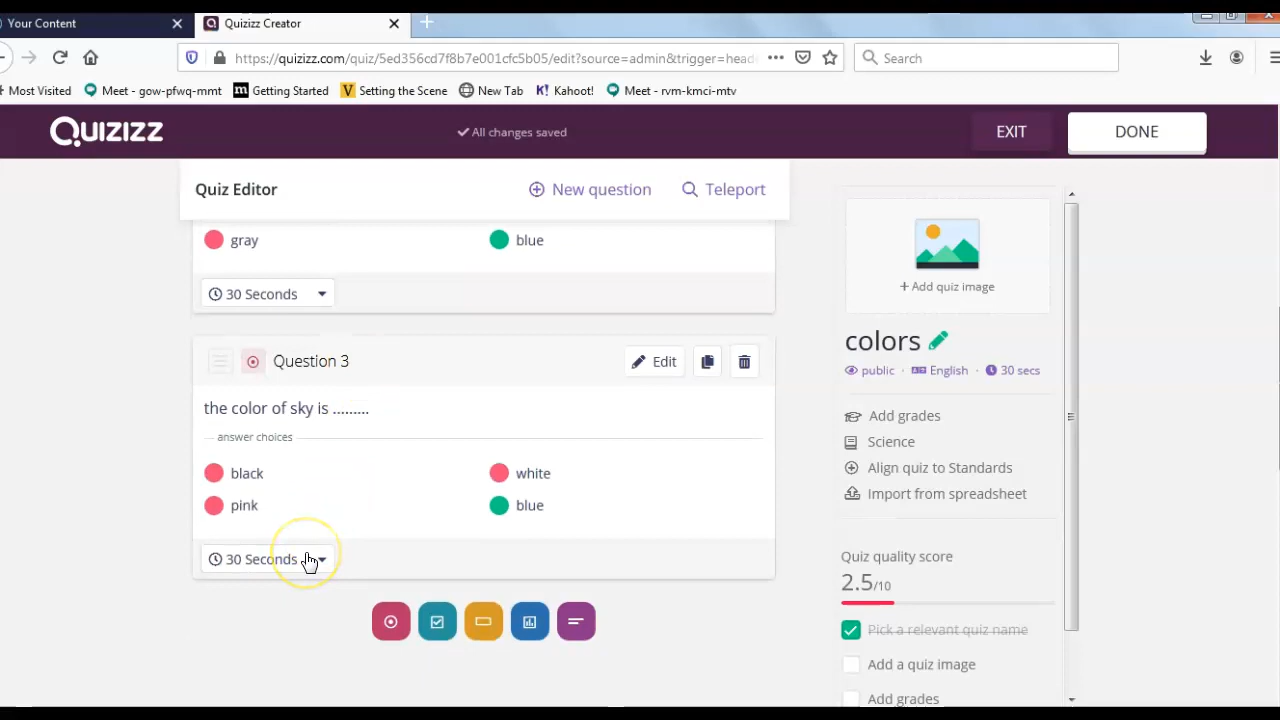 Your Content
Quizizz Creator
https://quizizz.com/quiz/5ed356cd7f8b7e001cfc5b05/edit?source=admin&trigger=head
Search
Most Visited
Meet - gow-pfwq-mmt
Getting Started
Setting the Scene
New Tab
Kahoot!
Meet - rvm-kmci-mtv
Quizizz
All changes saved
EXIT
DONE
Quiz Editor
New question
Teleport
gray
blue
30 Seconds
Question 3
Edit
the color of sky is .........
answer choices
black
white
pink
blue
30 Seconds
+ Add quiz image
colors
public · English · 30 secs
Add grades
Science
Align quiz to Standards
Import from spreadsheet
Quiz quality score
2.5/10
Pick a relevant quiz name
Add a quiz image
Add grades